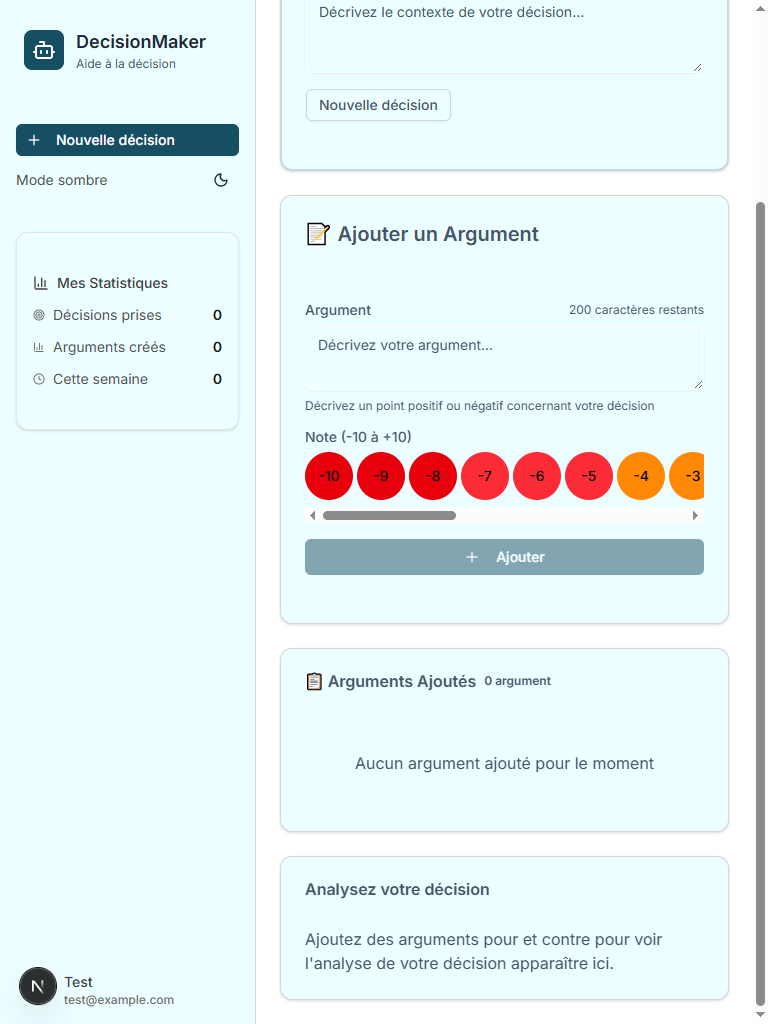 DecisionMaker
Aide à la décision
Nouvelle décision
Mode sombre
Mes Statistiques
Décisions prises 0
Arguments créés 0
Cette semaine 0
N
Test
test@example.com
Décrivez le contexte de votre décision...
Nouvelle décision
Ajouter un Argument
Argument 200 caractères restants
Décrivez votre argument...
Décrivez un point positif ou négatif concernant votre décision
Note (-10 à +10)
-10 -9 -8 -7 -6 -5 -4 -3
Ajouter
Arguments Ajoutés 0 argument
Aucun argument ajouté pour le moment
Analysez votre décision
Ajoutez des arguments pour et contre pour voir
l'analyse de votre décision apparaître ici.